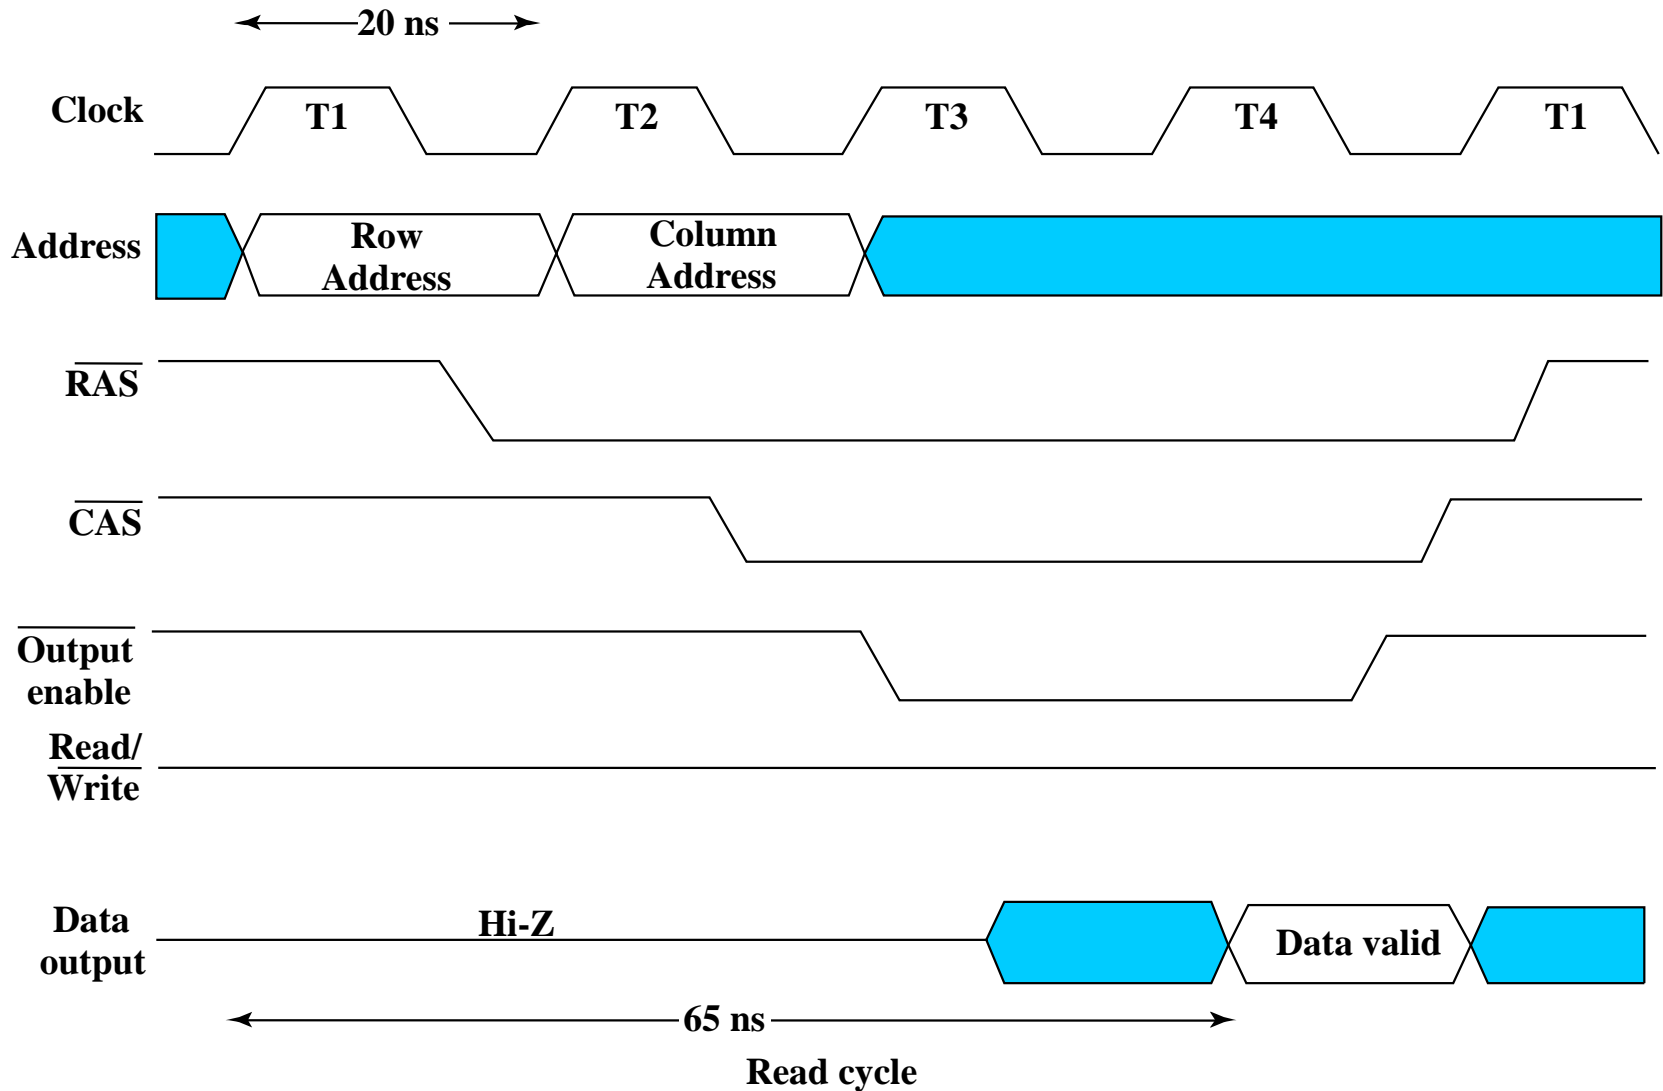 20 ns
Clock
T1
T2
T3
T4
T1
Address
Row
Address
Column
Address
RAS
CAS
Output
enable
Read/
Write
Data
output
Hi-Z
Data valid
65 ns
Read cycle